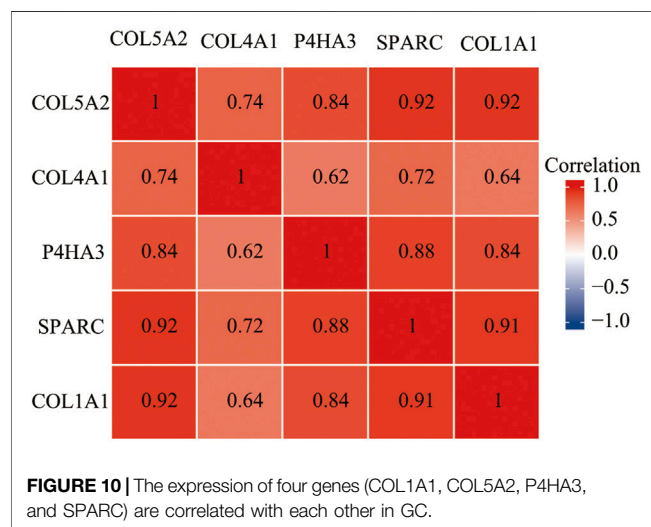 COL5A2 COL4A1 P4HA3 SPARC COL1A1
COL5A2 1 0.74 0.84 0.92 0.92
COL4A1 0.74 1 0.62 0.72 0.64
P4HA3 0.84 0.62 1 0.88 0.84
SPARC 0.92 0.72 0.88 1 0.91
COL1A1 0.92 0.64 0.84 0.91 1
Correlation
1.0
0.5
0.0
−0.5
−1.0
FIGURE 10 | The expression of four genes (COL1A1, COL5A2, P4HA3,
and SPARC) are correlated with each other in GC.